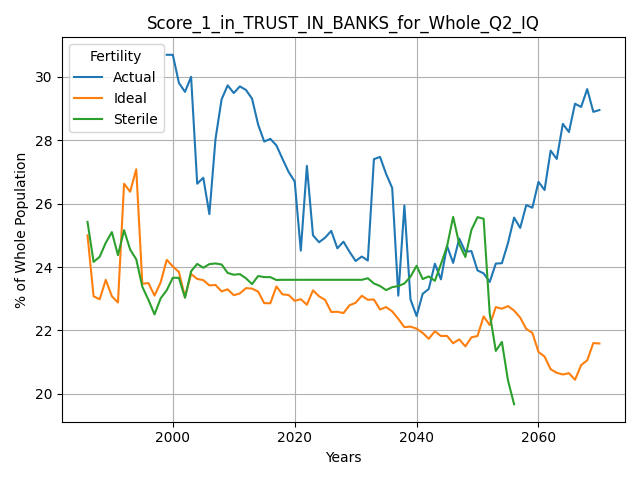 Score_1_in_TRUST_IN_BANKS_for_Whole_Q2_IQ
Fertility
Actual
Ideal
Sterile
% of Whole Population
30
28
26
24
22
20
2000 2020 2040 2060
Years